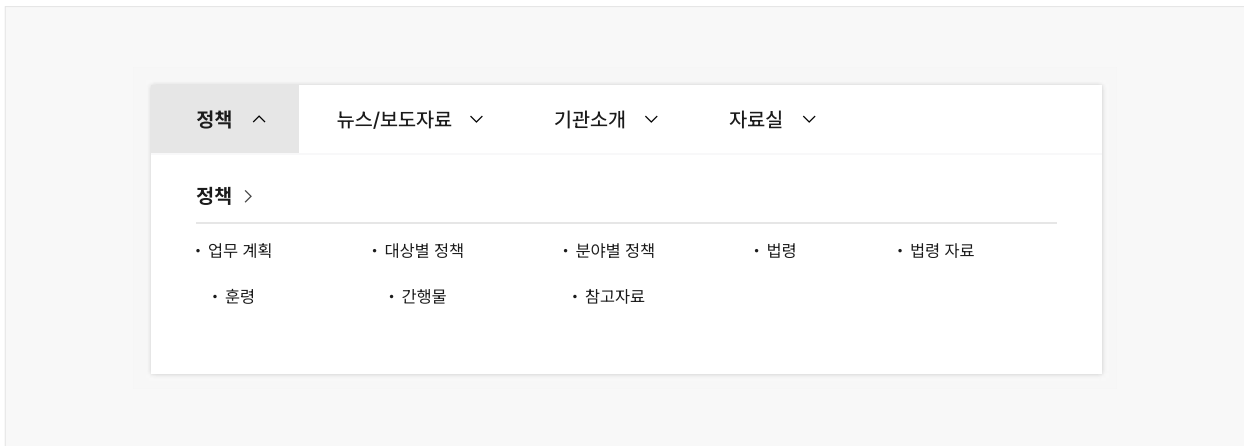 정책 뉴스/보도자료 기관소개 자료실
정책 >
• 업무 계획 • 대상별 정책 • 분야별 정책 • 법령 • 법령 자료
• 훈령 • 간행물 • 참고자료